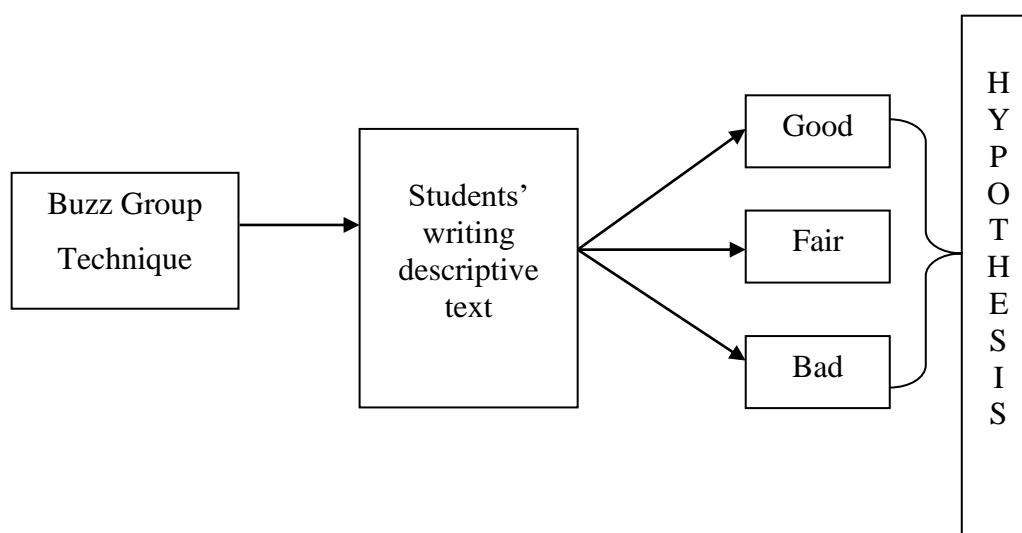 Buzz Group
Technique
Students’
writing
descriptive
text
Good
Fair
Bad
H
Y
P
O
T
H
E
S
I
S